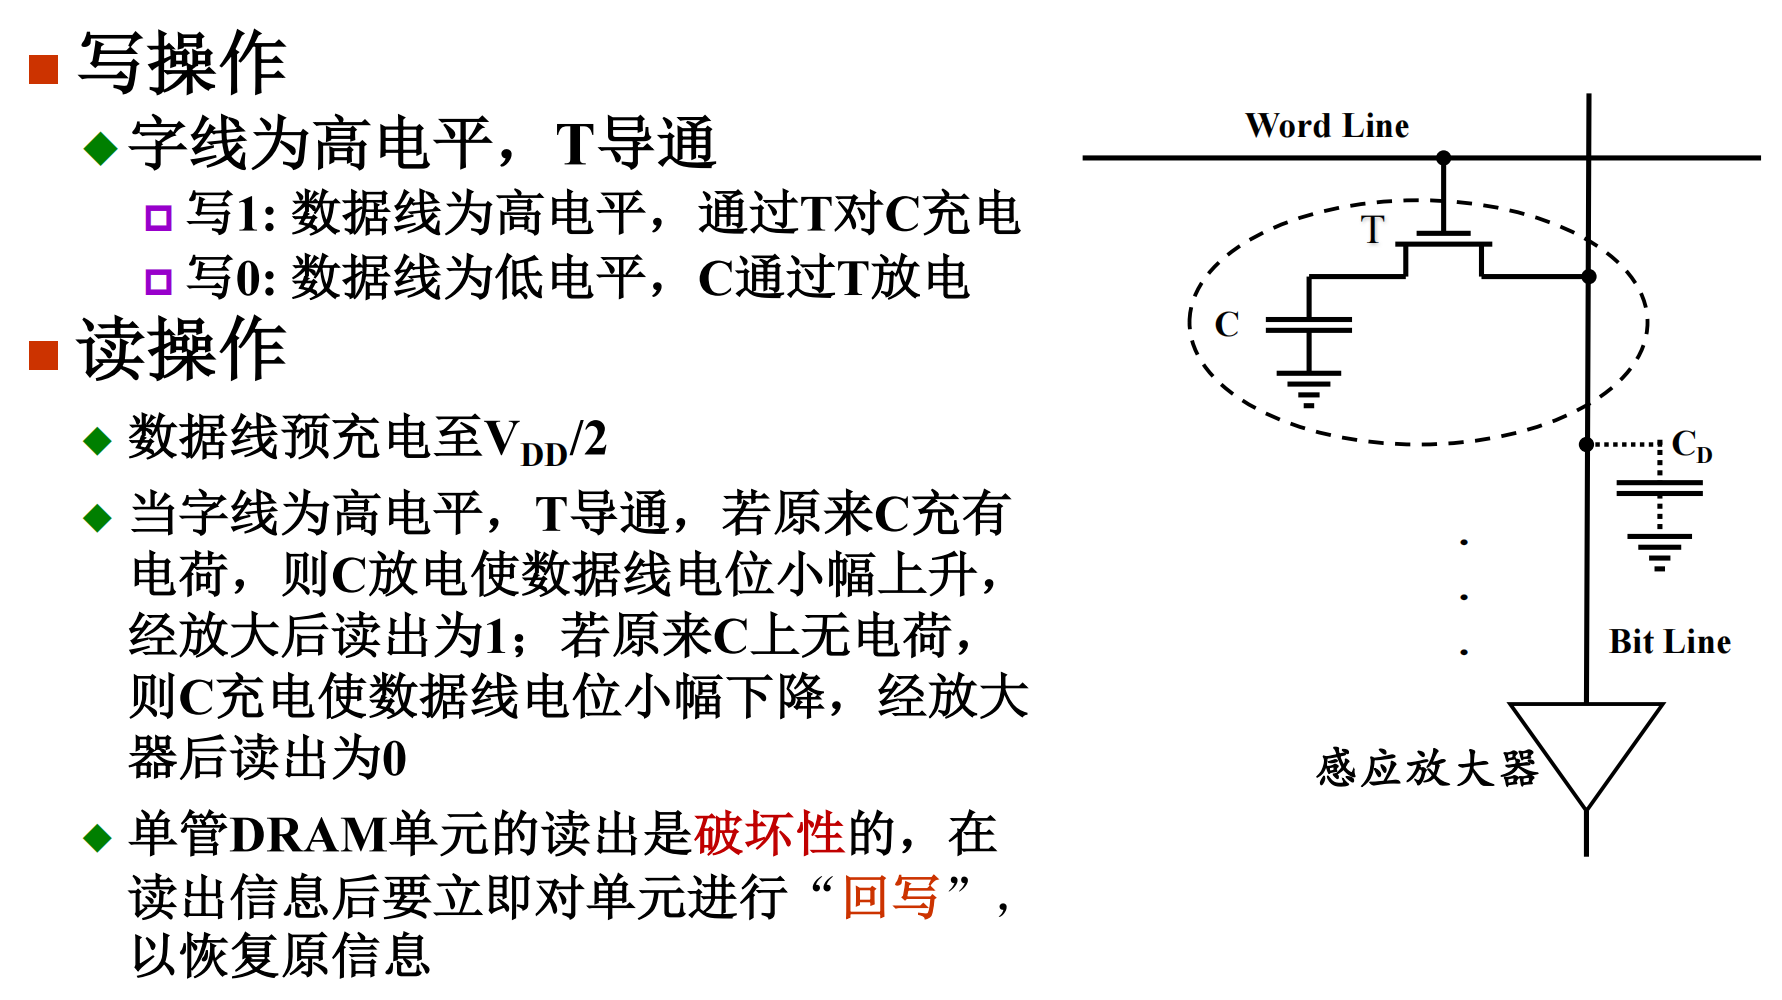 写操作
字线为高电平，T导通
写1: 数据线为高电平，通过T对C充电
写0: 数据线为低电平，C通过T放电
读操作
数据线预充电至VDD/2
当字线为高电平，T导通，若原来C充有
电荷，则C放电使数据线电位小幅上升，
经放大后读出为1；若原来C上无电荷，
则C充电使数据线电位小幅下降，经放大
器后读出为0
单管DRAM单元的读出是破坏性的，在
读出信息后要立即对单元进行“回写”，
以恢复原信息
Word Line
T
C
CD
Bit Line
感应放大器